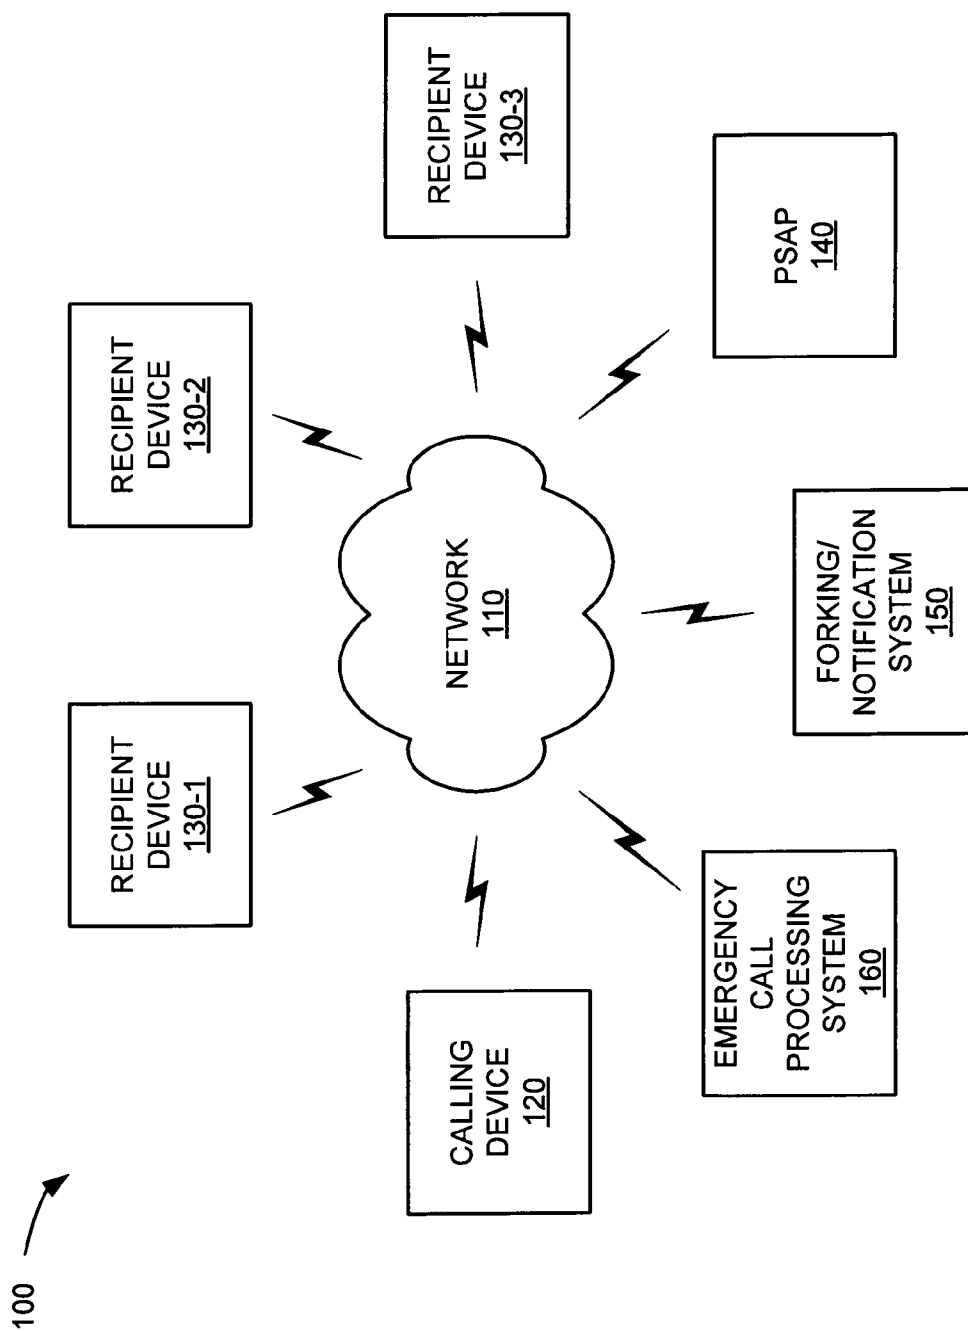 100
RECIPIENT
DEVICE
130-1
RECIPIENT
DEVICE
130-2
RECIPIENT
DEVICE
130-3
CALLING
DEVICE
120
NETWORK
110
EMERGENCY
CALL
PROCESSING
SYSTEM
160
FORKING/
NOTIFICATION
SYSTEM
150
PSAP
140